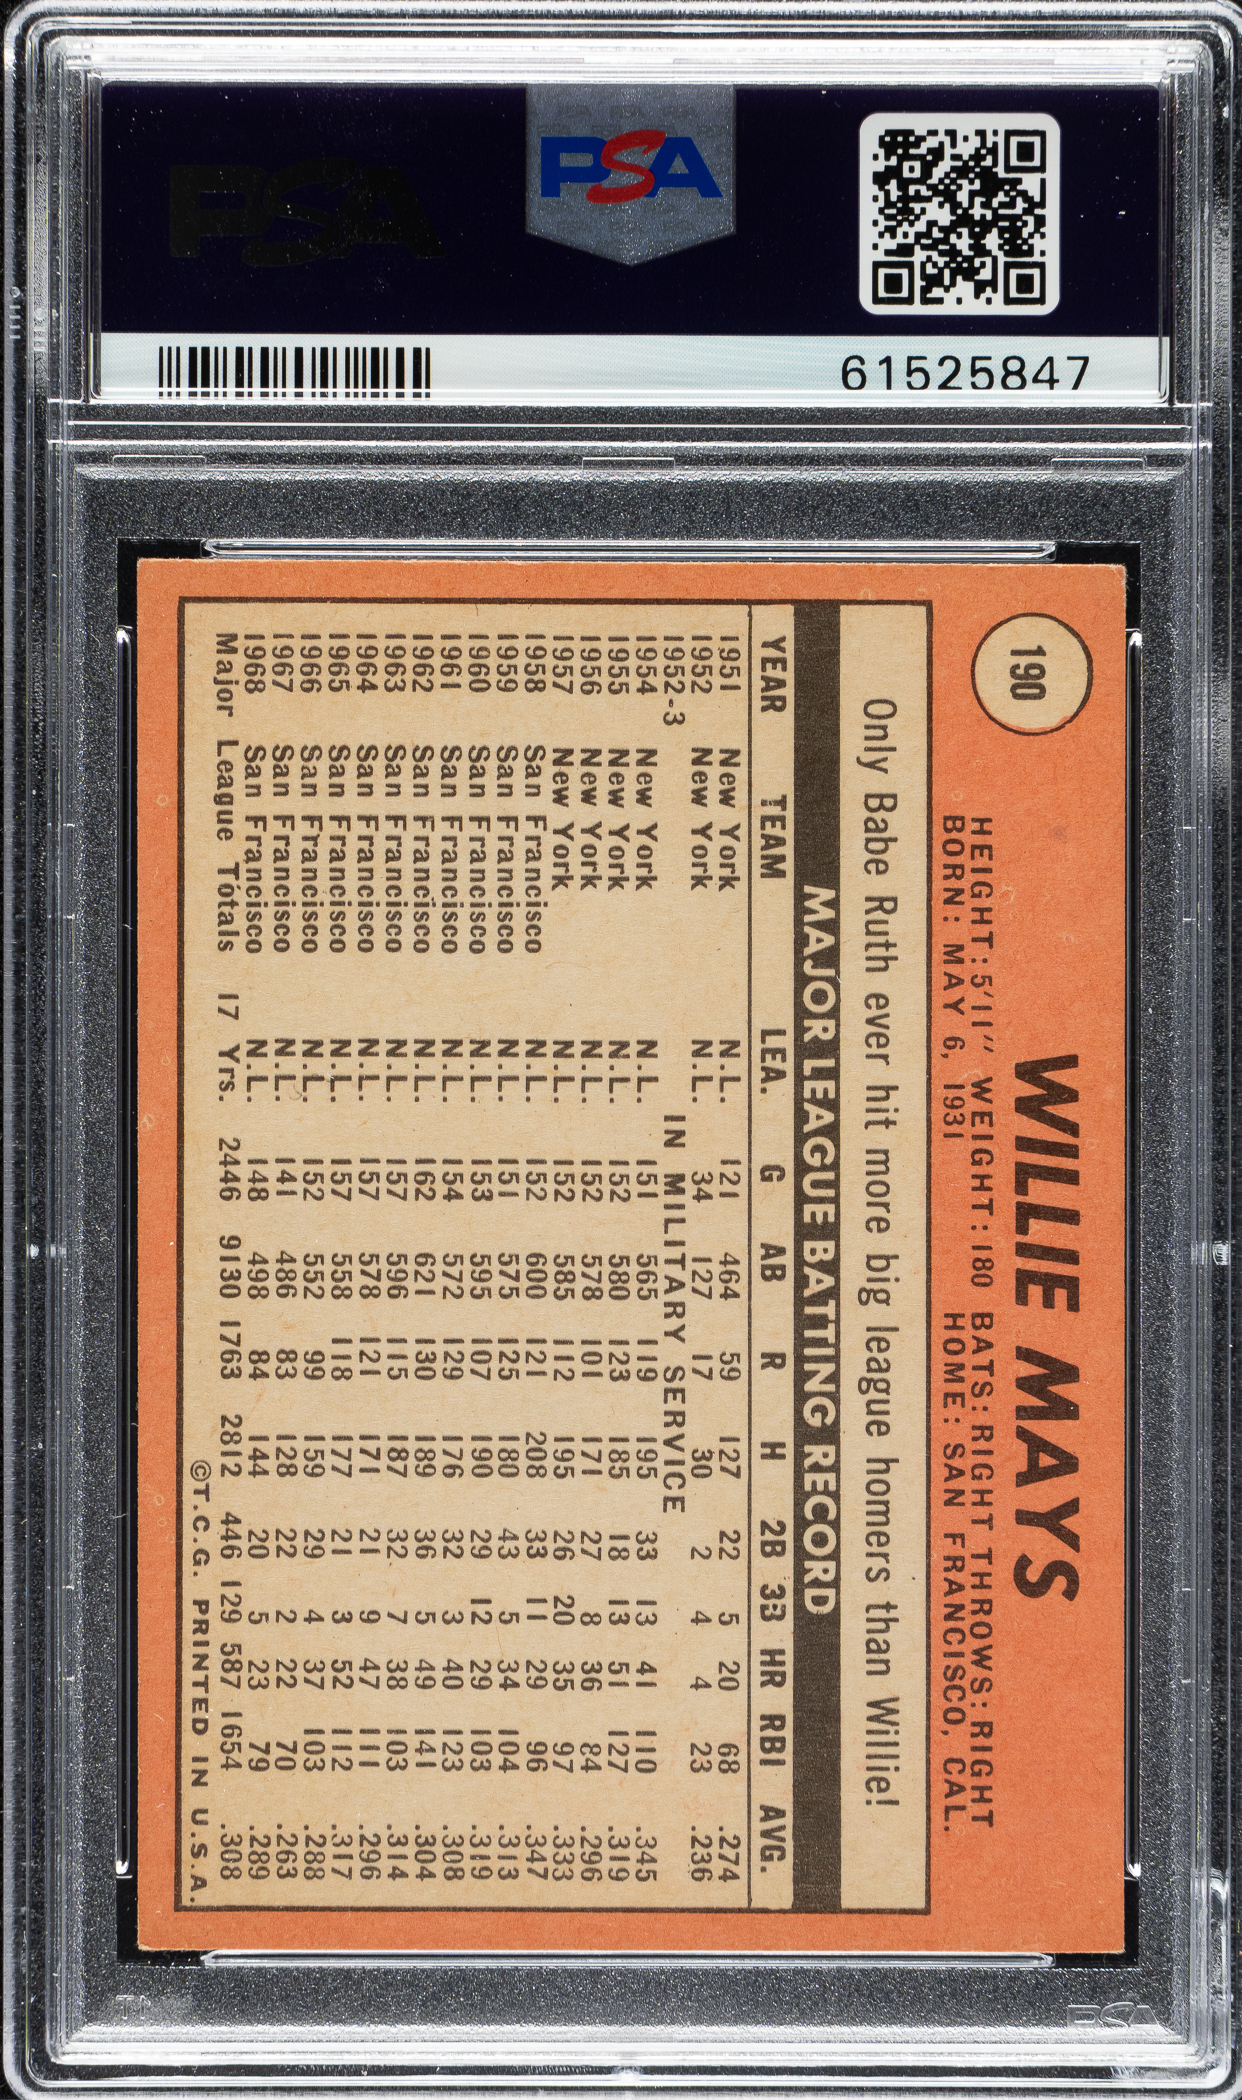 PSA
PSA
61525847
190
WILLIE MAYS
HEIGHT: 5'11" WEIGHT: 180 BATS: RIGHT THROWS: RIGHT
BORN: MAY 6, 1931 HOME: SAN FRANCISCO, CAL.
Only Babe Ruth ever hit more big league homers than Willie!
MAJOR LEAGUE BATTING RECORD
YEAR TEAM LEA. G AB R H 2B 3B HR RBI AVG.
1951 New York N.L. 121 464 59 127 22 5 20 68 .274
1952 New York N.L. 34 127 17 30 2 4 4 23 .236
1952-3 IN MILITARY SERVICE
1954 New York N.L. 151 565 119 195 33 13 41 110 .345
1955 New York N.L. 152 580 123 185 18 13 51 127 .319
1956 New York N.L. 152 578 101 171 27 8 36 84 .296
1957 New York N.L. 152 585 112 195 26 20 35 97 .333
1958 San Francisco N.L. 152 600 121 208 33 11 29 96 .347
1959 San Francisco N.L. 151 575 125 180 43 5 34 104 .313
1960 San Francisco N.L. 153 595 107 190 29 12 29 103 .319
1961 San Francisco N.L. 154 572 129 176 32 3 40 123 .308
1962 San Francisco N.L. 162 621 130 189 36 5 49 141 .304
1963 San Francisco N.L. 157 596 115 187 32 7 38 103 .314
1964 San Francisco N.L. 157 578 121 171 21 9 47 111 .296
1965 San Francisco N.L. 157 558 118 177 21 3 52 112 .317
1966 San Francisco N.L. 152 552 99 159 29 4 37 103 .288
1967 San Francisco N.L. 141 486 83 128 22 2 22 70 .263
1968 San Francisco N.L. 148 498 84 144 20 5 23 79 .289
Major League Totals 17 Yrs. 2446 9130 1763 2812 446 129 587 1654 .308
©T.C.G. PRINTED IN U.S.A.
PSA